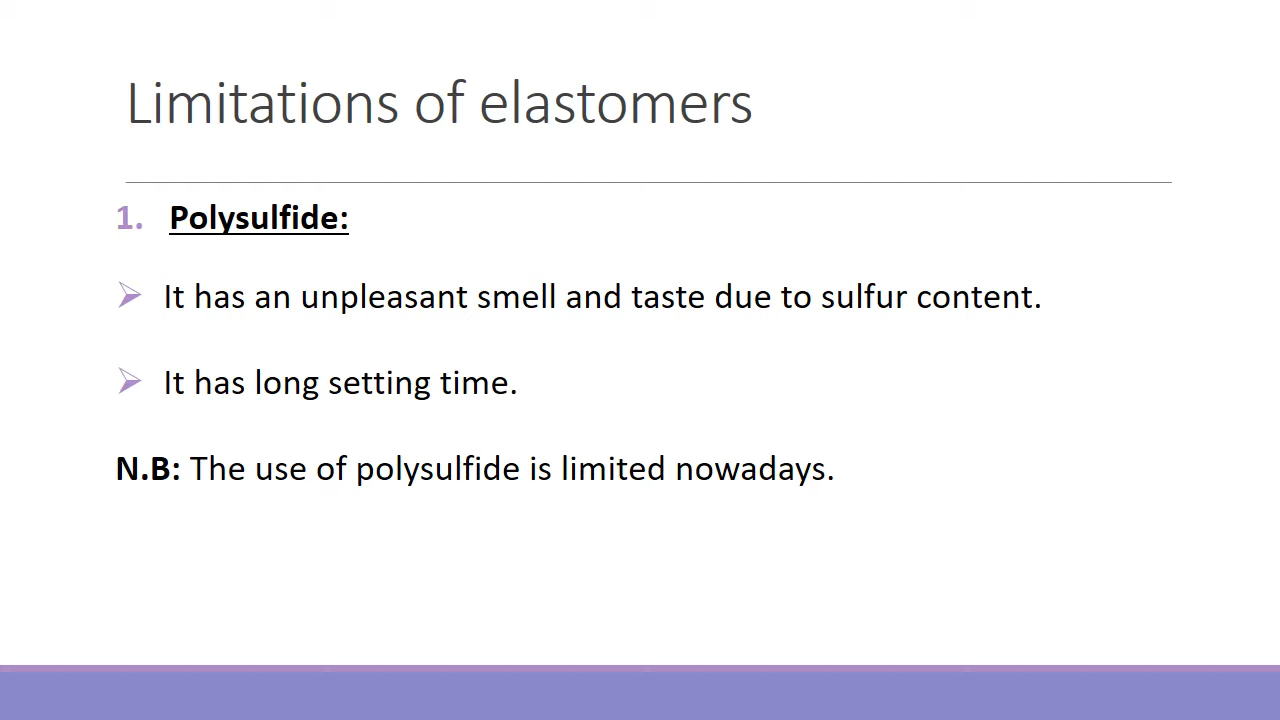 Limitations of elastomers
1. Polysulfide:
➢ It has an unpleasant smell and taste due to sulfur content.
➢ It has long setting time.
N.B: The use of polysulfide is limited nowadays.